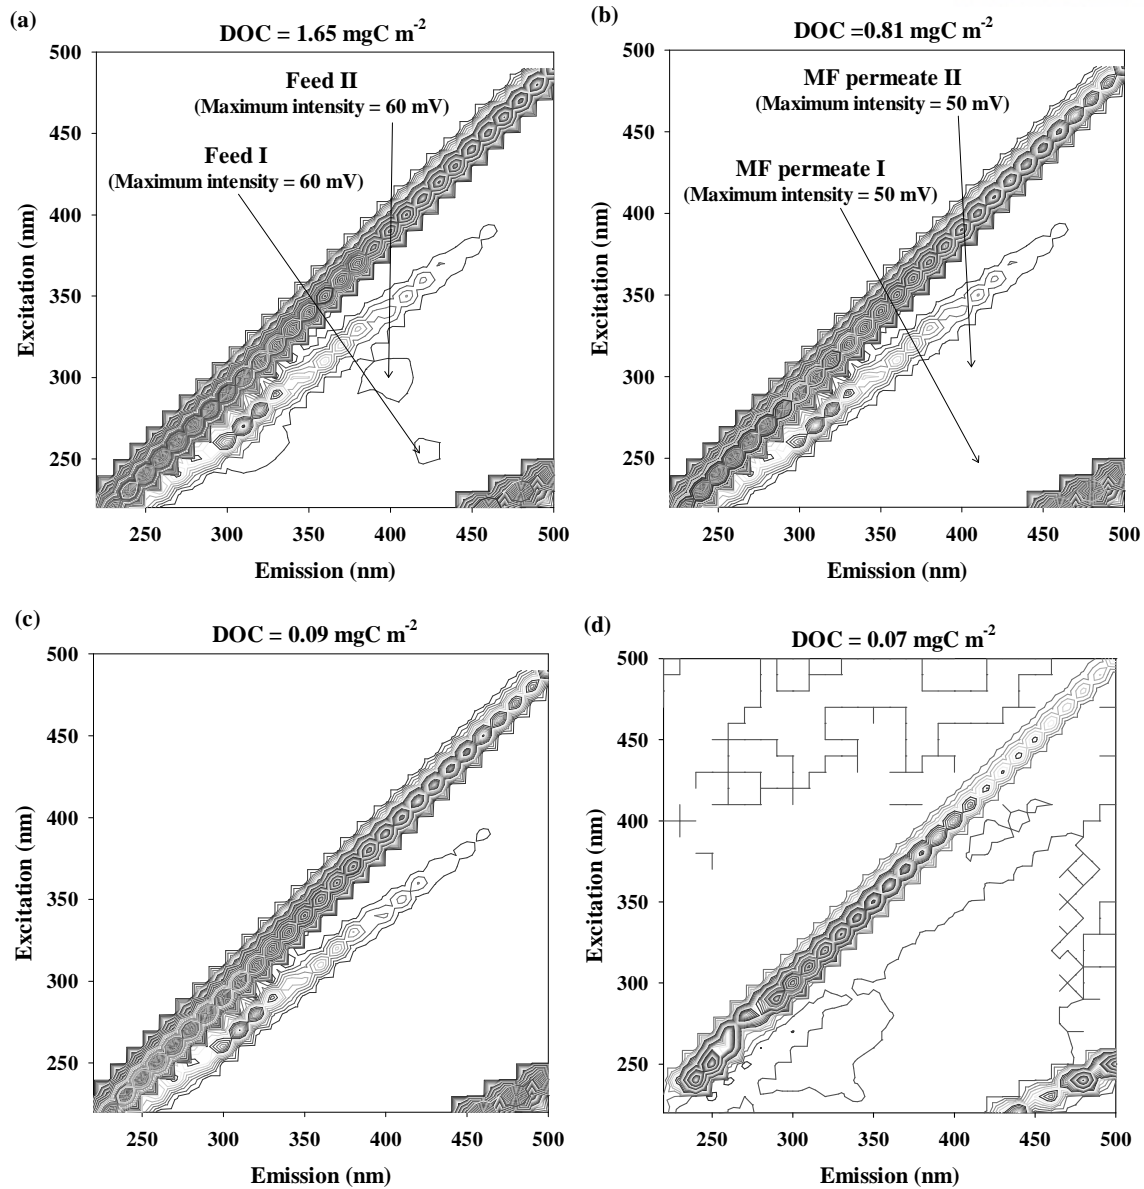 (a)
DOC = 1.65 mgC m-2
Feed II
(Maximum intensity = 60 mV)
Feed I
(Maximum intensity = 60 mV)
500
450
400
350
300
250
Excitation (nm)
250 300 350 400 450 500
Emission (nm)
(b)
DOC =0.81 mgC m-2
MF permeate II
(Maximum intensity = 50 mV)
MF permeate I
(Maximum intensity = 50 mV)
500
450
400
350
300
250
Excitation (nm)
250 300 350 400 450 500
Emission (nm)
(c)
DOC = 0.09 mgC m-2
500
450
400
350
300
250
Excitation (nm)
250 300 350 400 450 500
Emission (nm)
(d)
DOC = 0.07 mgC m-2
500
450
400
350
300
250
Excitation (nm)
250 300 350 400 450 500
Emission (nm)